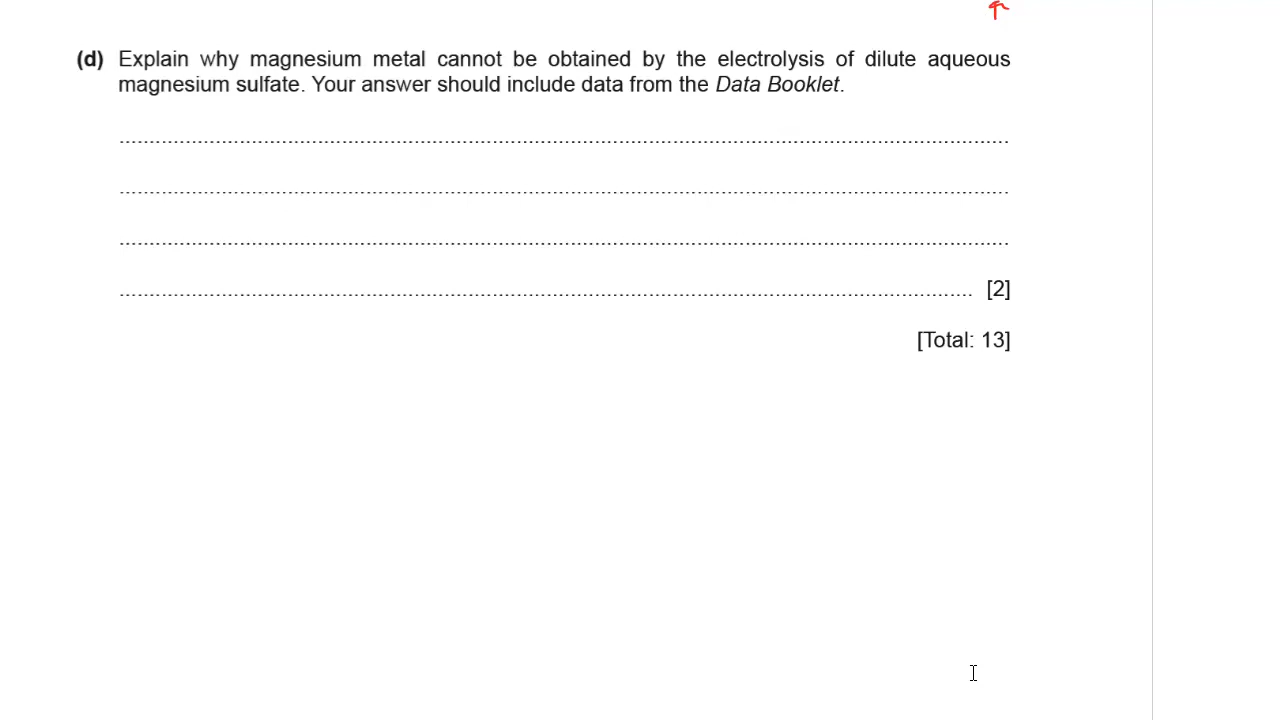 (d) Explain why magnesium metal cannot be obtained by the electrolysis of dilute aqueous
magnesium sulfate. Your answer should include data from the Data Booklet.
....................................................................................................................................................
....................................................................................................................................................
....................................................................................................................................................
.............................................................................................................................................. [2]
[Total: 13]